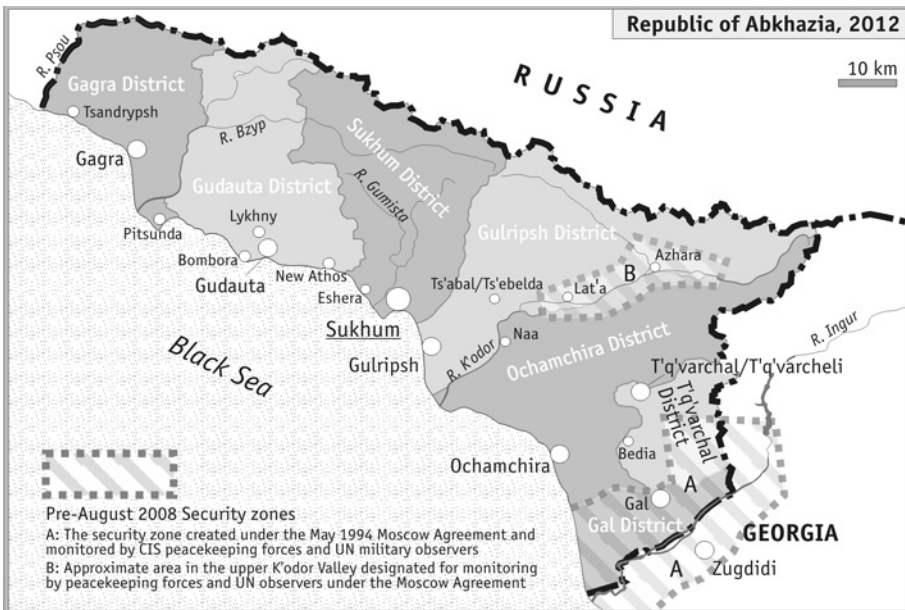 Republic of Abkhazia, 2012
10 km
RUSSIA
R. Psou
Gagra District
Tsandrypsh
Gagra
R. Bzyp
Sukhum District
R. Gumista
Gudauta District
Lykhny
Pitsunda
Bombora
Gudauta
New Athos
Eshera
Sukhum
Gulripsh District
Azhara
B
Ts'abal/Ts'ebelda
Lat'a
Gulripsh
R. K'odor
Naa
Ochamchira District
R. Ingur
T'q'varchal/T'q'varcheli
T'q'varchal
District
Black Sea
Ochamchira
Bedia
A
Gal
Gal District
GEORGIA
A
Zugdidi
Pre-August 2008 Security zones
A: The security zone created under the May 1994 Moscow Agreement and
monitored by CIS peacekeeping forces and UN military observers
B: Approximate area in the upper K'odor Valley designated for monitoring
by peacekeeping forces and UN observers under the Moscow Agreement